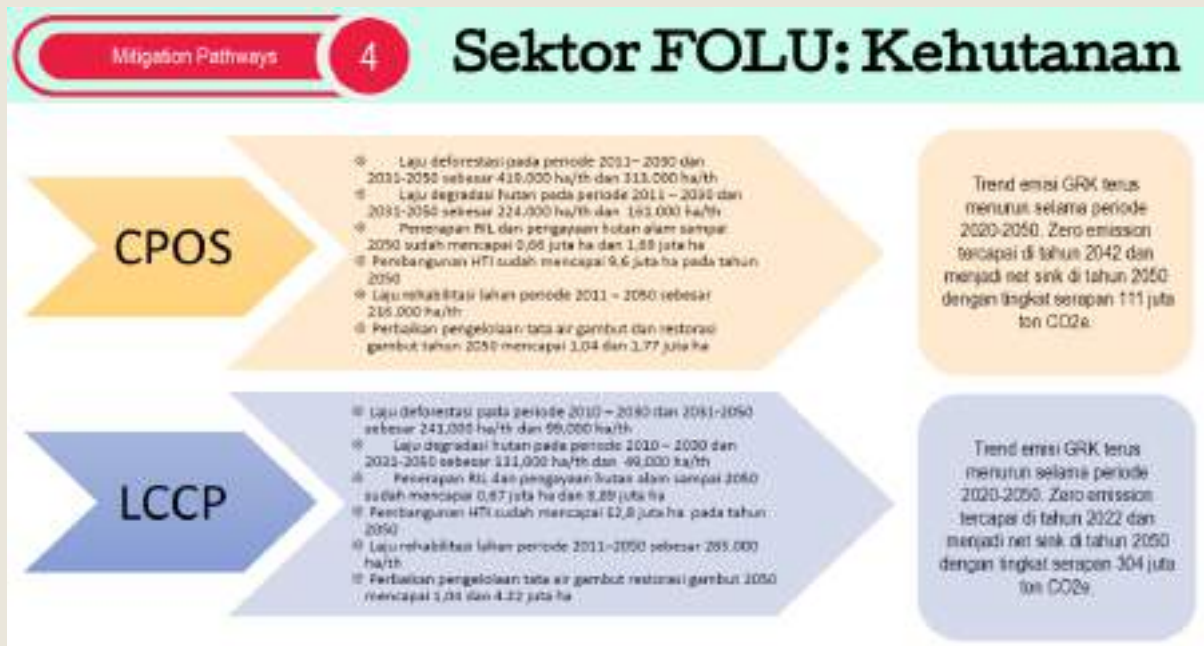 Mitigation Pathways
4
Sektor FOLU: Kehutanan
CPOS
Laju deforestasi pada periode 2011– 2030 dan
2031-2050 sebesar 419.000 ha/th dan 313.000 ha/th
Laju degradasi hutan pada periode 2011 – 2030 dan
2031-2050 sebesar 224.000 ha/th dan 163.000 ha/th
Penerapan RIL dan pengayaan hutan alam sampai
2050 sudah mencapai 0,66 juta ha dan 1,69 juta ha
Pembangunan HTI sudah mencapai 9,6 juta ha pada tahun
2050
Laju rehabilitasi lahan periode 2011 – 2050 sebesar
216.000 ha/th
Perbaikan pengelolaan tata air gambut dan restorasi
gambut tahun 2050 mencapai 1,04 dan 1,77 juta ha
Trend emisi GRK terus
menurun selama periode
2020-2050. Zero emission
tercapai di tahun 2042 dan
menjadi net sink di tahun 2050
dengan tingkat serapan 111 juta
ton CO2e.
LCCP
Laju deforestasi pada periode 2010 – 2030 dan 2031-2050
sebesar 241,000 ha/th dan 99,000 ha/th
Laju degradasi hutan pada periode 2010 – 2030 dan
2031-2050 sebesar 131,000 ha/th dan 49,000 ha/th
Penerapan RIL dan pengayaan hutan alam sampai 2050
sudah mencapai 0,67 juta ha dan 8,89 juta ha
Pembangunan HTI sudah mencapai 12,8 juta ha pada tahun
2050
Laju rehabilitasi lahan periode 2011–2050 sebesar 285.000
ha/th
Perbaikan pengelolaan tata air gambut restorasi gambut 2050
mencapai 1,04 dan 4.22 juta ha
Trend emisi GRK terus
menurun selama periode
2020-2050. Zero emission
tercapai di tahun 2022 dan
menjadi net sink di tahun 2050
dengan tingkat serapan 304 juta
ton CO2e.